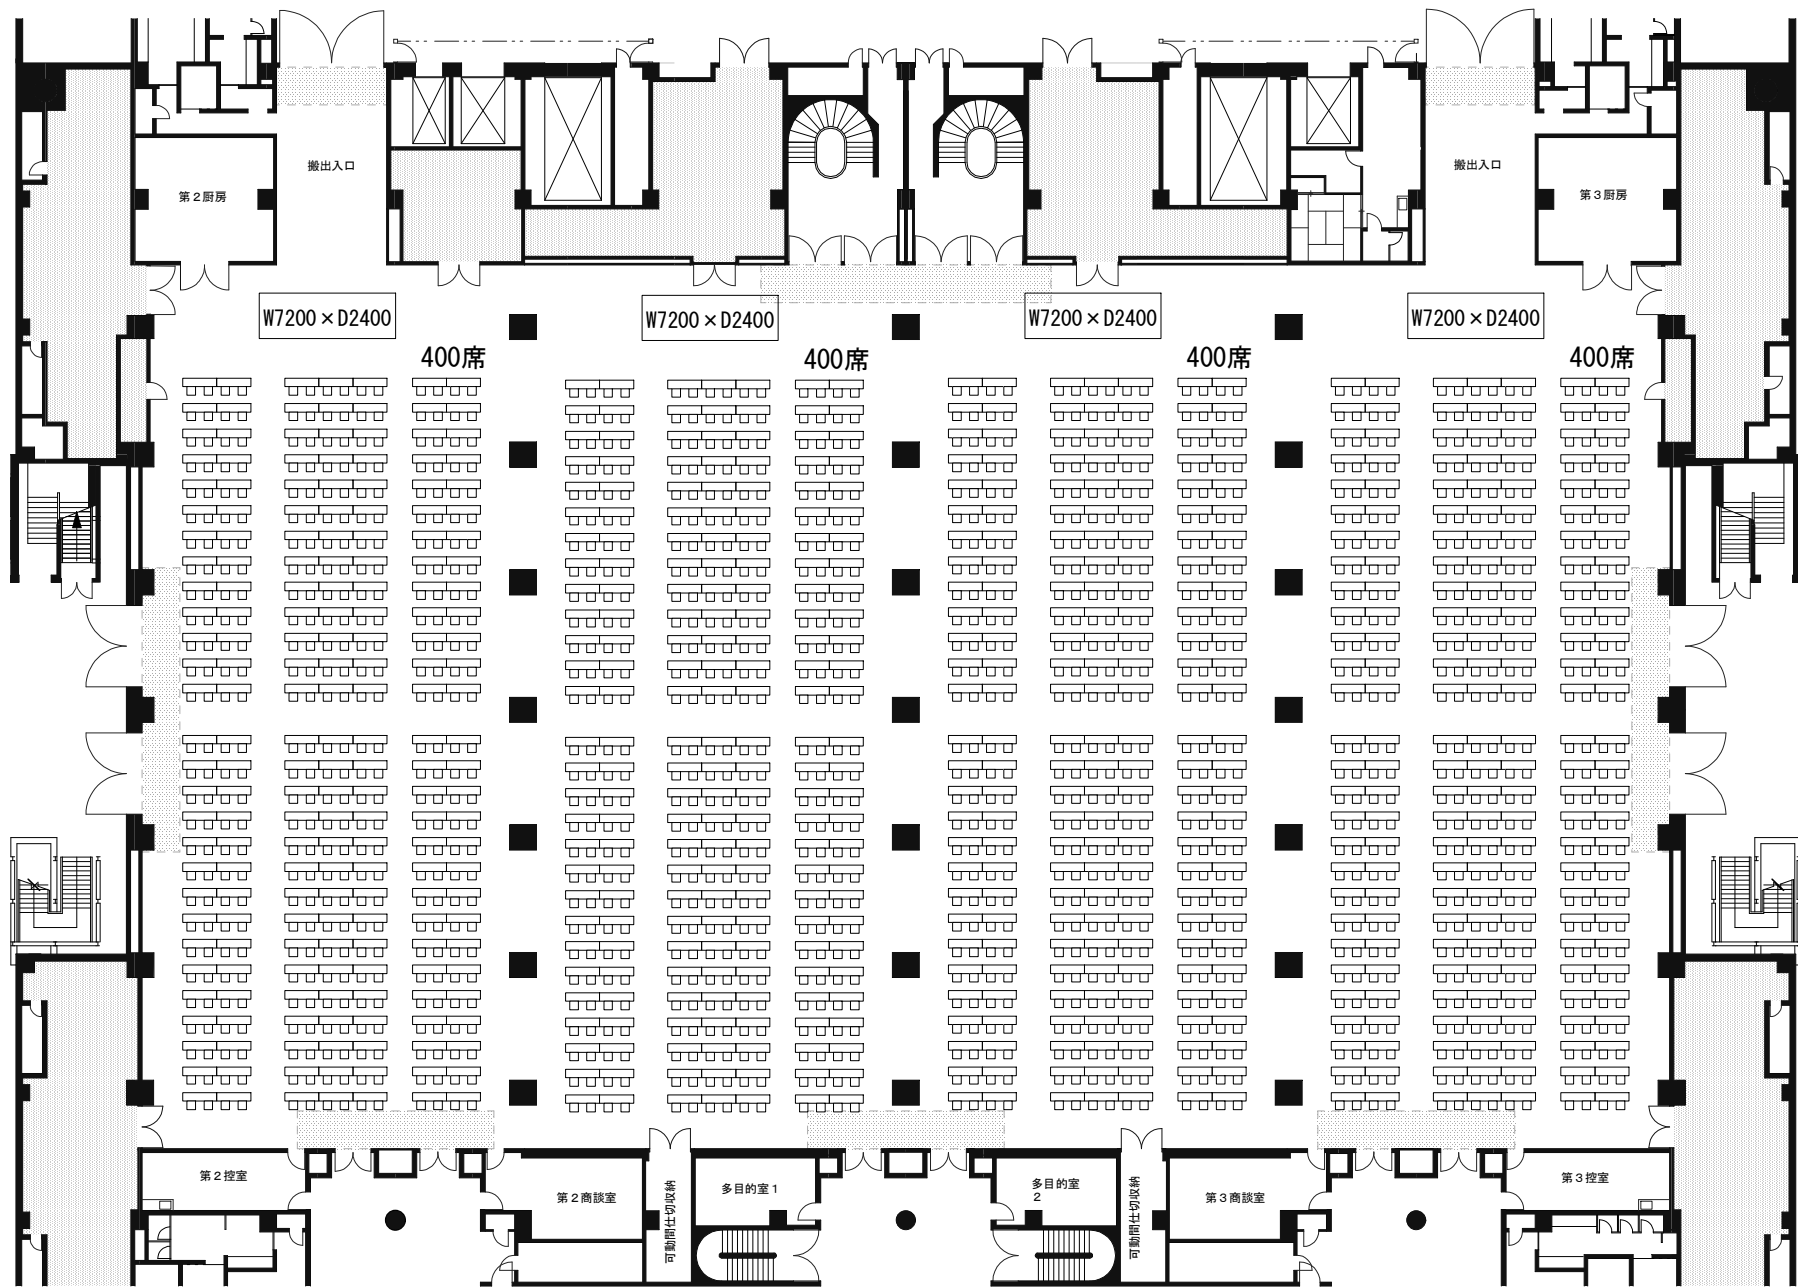 搬出入口
搬出入口
第2厨房
第3厨房
W7200×D2400
W7200×D2400
W7200×D2400
W7200×D2400
400席
400席
400席
400席
第2控室
第2商談室
可動間仕切収納
多目的室1
多目的室
2
可動間仕切収納
第3商談室
第3控室